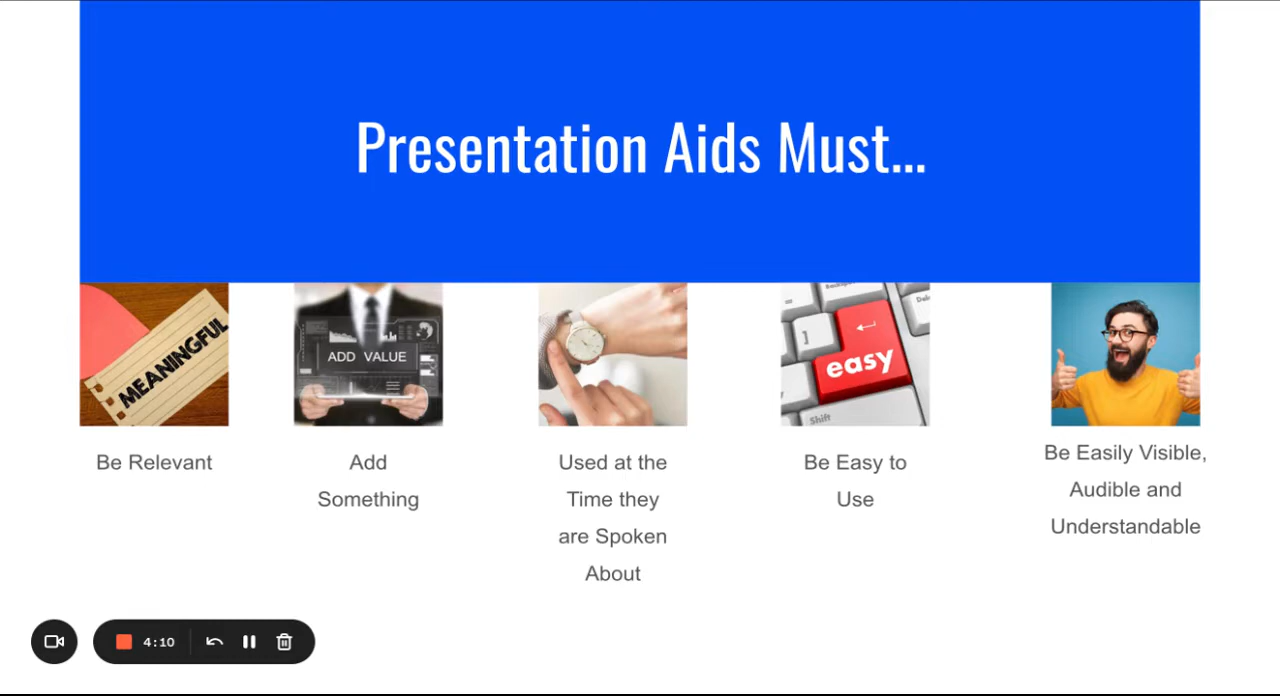 Presentation Aids Must...
MEANINGFUL
ADD VALUE
easy
Shift
]
=
Be Relevant
Add
Something
Used at the
Time they
are Spoken
About
Be Easy to
Use
Be Easily Visible,
Audible and
Understandable
4:10